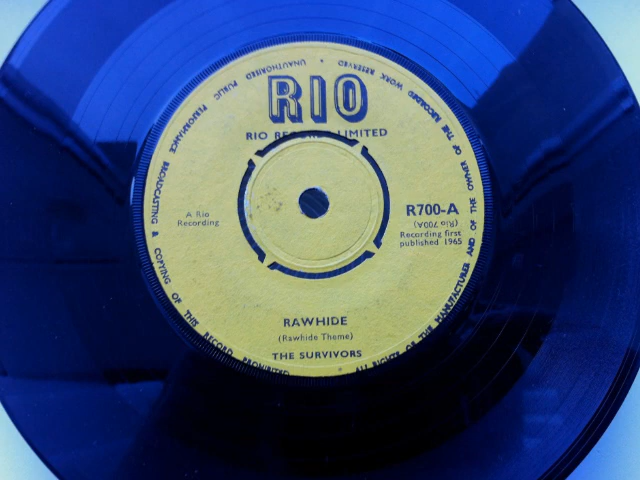 RIO
RIO RECORDS LIMITED
A Rio
Recording
R700-A
(Rio 700A)
Recording first
published 1965
RAWHIDE
(Rawhide Theme)
THE SURVIVORS
ALL RIGHTS OF THE MANUFACTURER AND OF THE OWNER OF THE RECORDED WORK RESERVED UNAUTHORISED PUBLIC PERFORMANCE BROADCASTING & COPYING OF THIS RECORD PROHIBITED